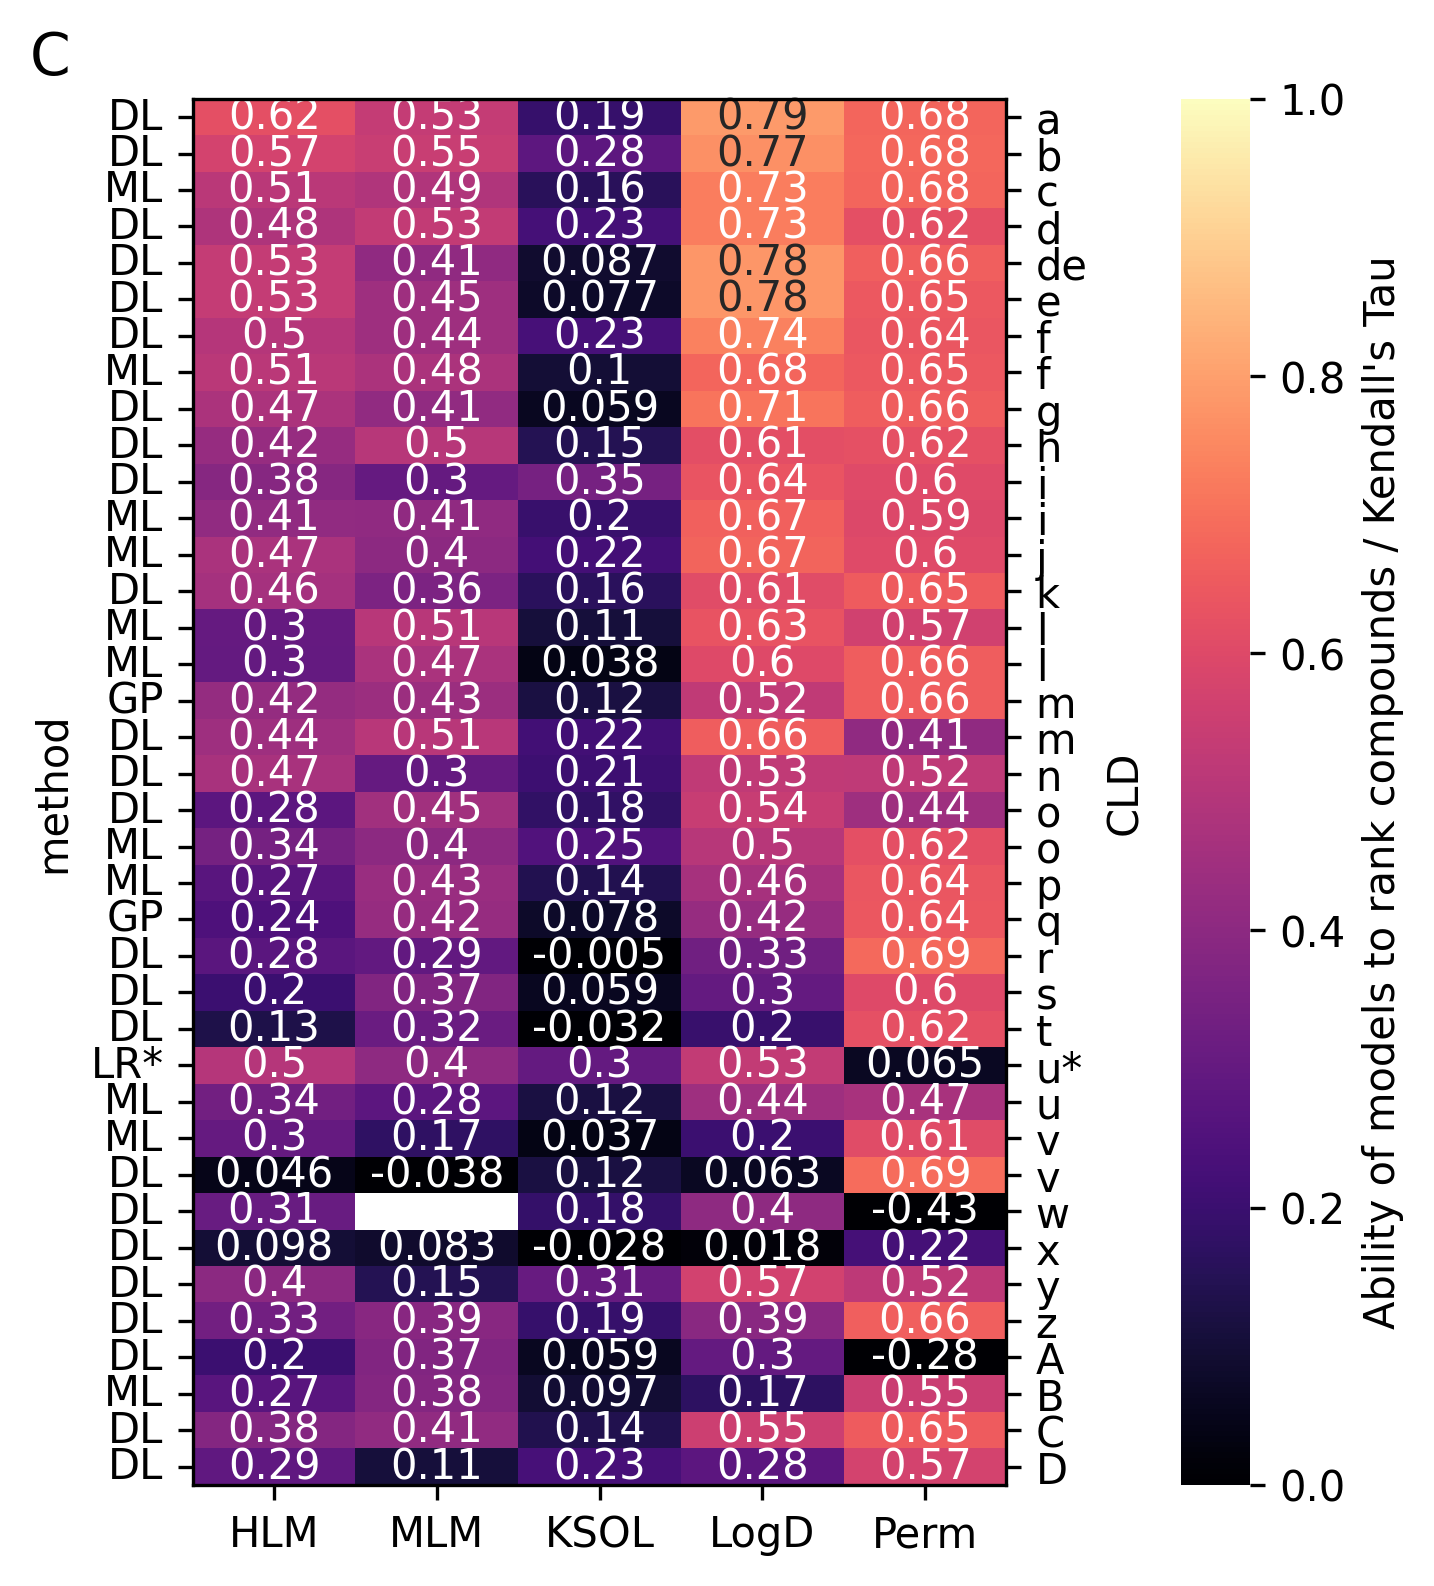 C
DL 0.62 0.53 0.19 0.79 0.68 a
DL 0.57 0.55 0.28 0.77 0.68 b
ML 0.51 0.49 0.16 0.73 0.68 c
DL 0.48 0.53 0.23 0.73 0.62 d
DL 0.53 0.41 0.087 0.78 0.66 de
DL 0.53 0.45 0.077 0.78 0.65 e
DL 0.5 0.44 0.23 0.74 0.64 f
ML 0.51 0.48 0.1 0.68 0.65 f
DL 0.47 0.41 0.059 0.71 0.66 g
DL 0.42 0.5 0.15 0.61 0.62 h
DL 0.38 0.3 0.35 0.64 0.6 i
ML 0.41 0.41 0.2 0.67 0.59 i
ML 0.47 0.4 0.22 0.67 0.6 j
DL 0.46 0.36 0.16 0.61 0.65 k
ML 0.3 0.51 0.11 0.63 0.57 l
ML 0.3 0.47 0.038 0.6 0.66 l
GP 0.42 0.43 0.12 0.52 0.66 m
DL 0.44 0.51 0.22 0.66 0.41 m
DL 0.47 0.3 0.21 0.53 0.52 n
DL 0.28 0.45 0.18 0.54 0.44 o
ML 0.34 0.4 0.25 0.5 0.62 o
ML 0.27 0.43 0.14 0.46 0.64 p
GP 0.24 0.42 0.078 0.42 0.64 q
DL 0.28 0.29 -0.005 0.33 0.69 r
DL 0.2 0.37 0.059 0.3 0.6 s
DL 0.13 0.32 -0.032 0.2 0.62 t
LR* 0.5 0.4 0.3 0.53 0.065 u*
ML 0.34 0.28 0.12 0.44 0.47 u
ML 0.3 0.17 0.037 0.2 0.61 v
DL 0.046 -0.038 0.12 0.063 0.69 v
DL 0.31 0.18 0.4 -0.43 w
DL 0.098 0.083 -0.028 0.018 0.22 x
DL 0.4 0.15 0.31 0.57 0.52 y
DL 0.33 0.39 0.19 0.39 0.66 z
DL 0.2 0.37 0.059 0.3 -0.28 A
ML 0.27 0.38 0.097 0.17 0.55 B
DL 0.38 0.41 0.14 0.55 0.65 C
DL 0.29 0.11 0.23 0.28 0.57 D
HLM MLM KSOL LogD Perm
method
CLD
1.0
0.8
0.6
0.4
0.2
0.0
Ability of models to rank compounds / Kendall's Tau